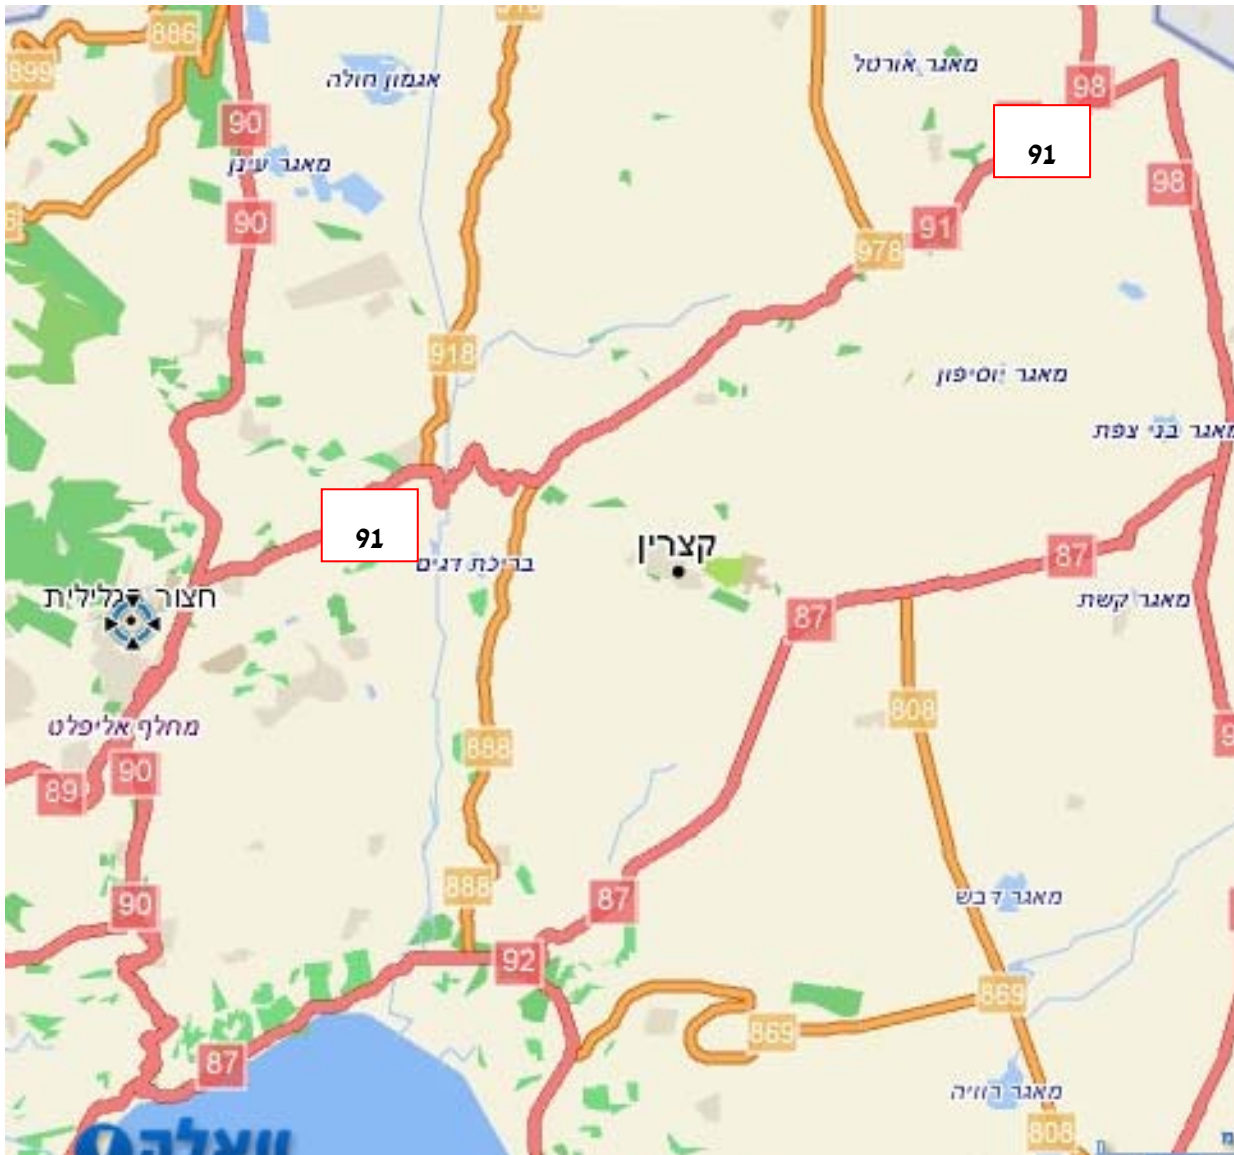 886
899
90
אגמון חולה
מאגר אורטל
98
91
מאגר עינן
90
98
91
978
918
מאגר יוסיפון
מאגר בני צפת
91
קצרין
87
בריכת דגים
חצור הגלילית
מאגר קשת
87
808
מחלף אליפלט
888
90
89
888
87
90
מאגר דבש
92
869
869
87
מאגר רוויה
808
וואלה